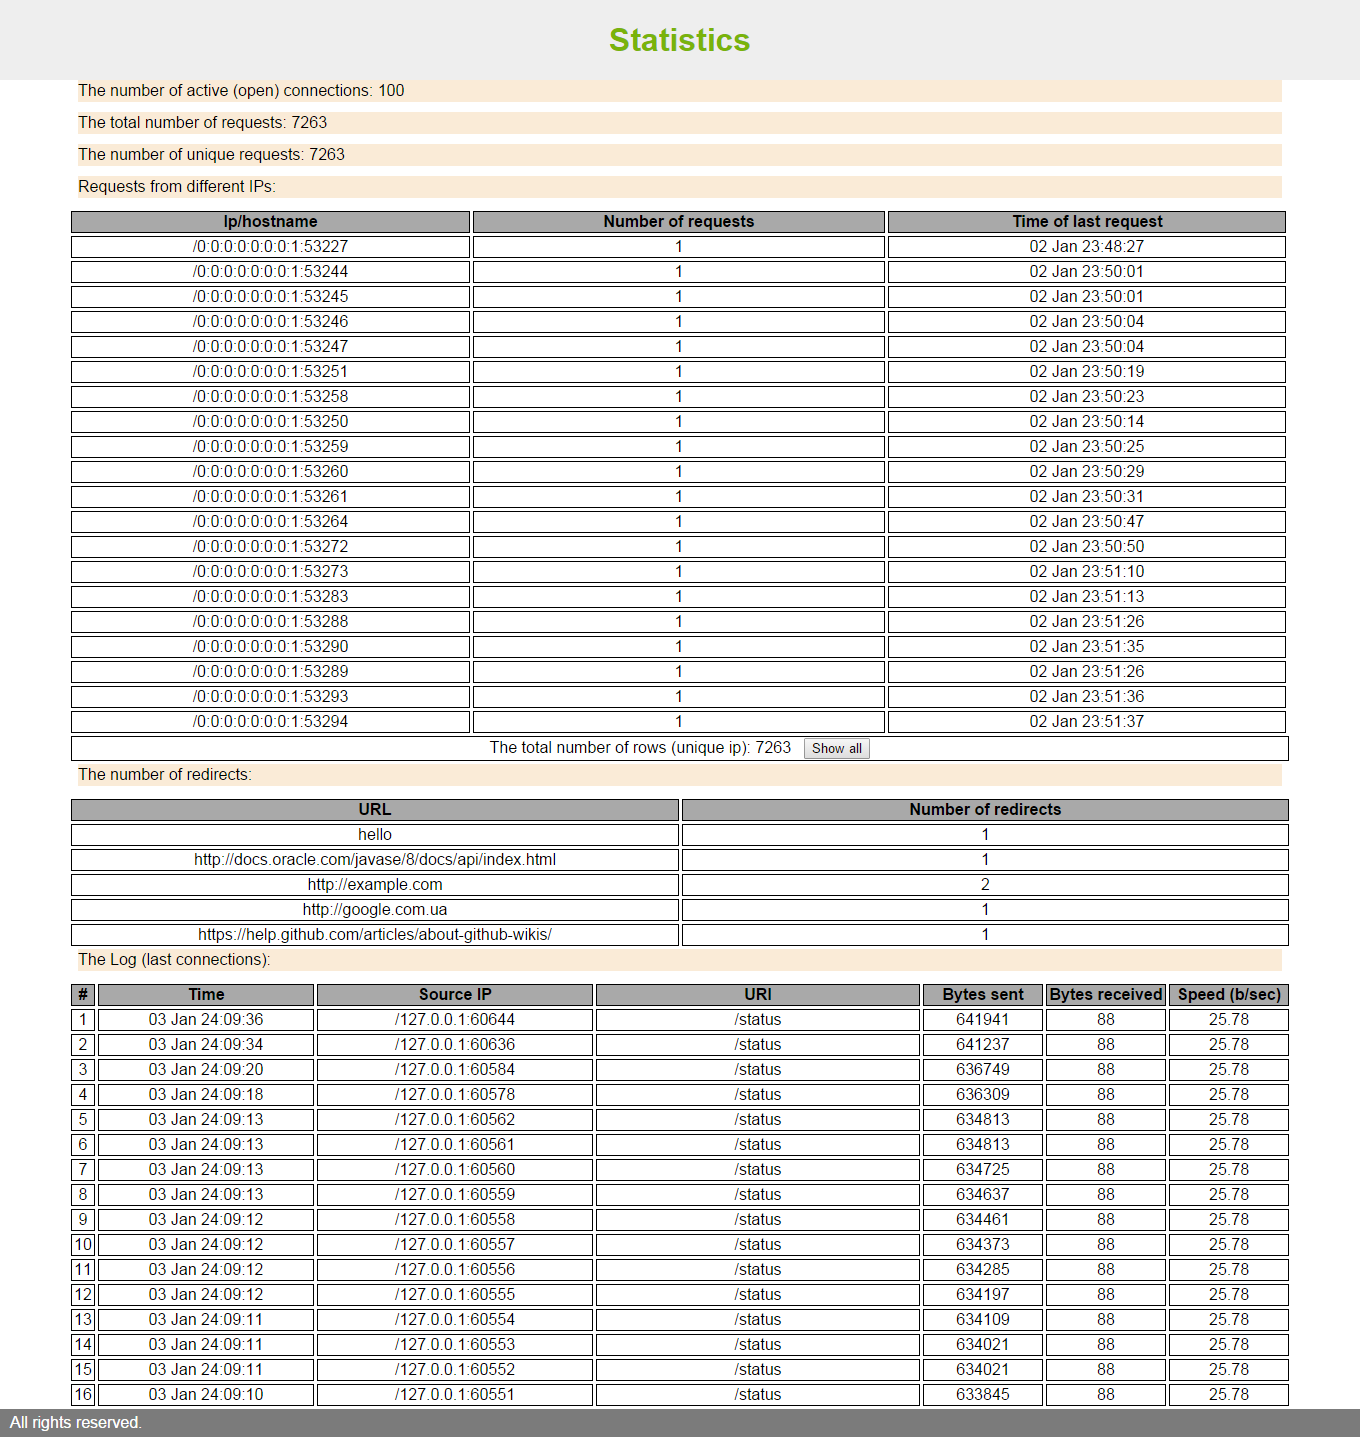 Statistics
The number of active (open) connections: 100
The total number of requests: 7263
The number of unique requests: 7263
Requests from different IPs:
Ip/hostname Number of requests Time of last request
/0:0:0:0:0:0:0:1:53227 1 02 Jan 23:48:27
/0:0:0:0:0:0:0:1:53244 1 02 Jan 23:50:01
/0:0:0:0:0:0:0:1:53245 1 02 Jan 23:50:01
/0:0:0:0:0:0:0:1:53246 1 02 Jan 23:50:04
/0:0:0:0:0:0:0:1:53247 1 02 Jan 23:50:04
/0:0:0:0:0:0:0:1:53251 1 02 Jan 23:50:19
/0:0:0:0:0:0:0:1:53258 1 02 Jan 23:50:23
/0:0:0:0:0:0:0:1:53250 1 02 Jan 23:50:14
/0:0:0:0:0:0:0:1:53259 1 02 Jan 23:50:25
/0:0:0:0:0:0:0:1:53260 1 02 Jan 23:50:29
/0:0:0:0:0:0:0:1:53261 1 02 Jan 23:50:31
/0:0:0:0:0:0:0:1:53264 1 02 Jan 23:50:47
/0:0:0:0:0:0:0:1:53272 1 02 Jan 23:50:50
/0:0:0:0:0:0:0:1:53273 1 02 Jan 23:51:10
/0:0:0:0:0:0:0:1:53283 1 02 Jan 23:51:13
/0:0:0:0:0:0:0:1:53288 1 02 Jan 23:51:26
/0:0:0:0:0:0:0:1:53290 1 02 Jan 23:51:35
/0:0:0:0:0:0:0:1:53289 1 02 Jan 23:51:26
/0:0:0:0:0:0:0:1:53293 1 02 Jan 23:51:36
/0:0:0:0:0:0:0:1:53294 1 02 Jan 23:51:37
The total number of rows (unique ip): 7263 Show all
The number of redirects:
URL Number of redirects
hello 1
http://docs.oracle.com/javase/8/docs/api/index.html 1
http://example.com 2
http://google.com.ua 1
https://help.github.com/articles/about-github-wikis/ 1
The Log (last connections):
# Time Source IP URI Bytes sent Bytes received Speed (b/sec)
1 03 Jan 24:09:36 /127.0.0.1:60644 /status 641941 88 25.78
2 03 Jan 24:09:34 /127.0.0.1:60636 /status 641237 88 25.78
3 03 Jan 24:09:20 /127.0.0.1:60584 /status 636749 88 25.78
4 03 Jan 24:09:18 /127.0.0.1:60578 /status 636309 88 25.78
5 03 Jan 24:09:13 /127.0.0.1:60562 /status 634813 88 25.78
6 03 Jan 24:09:13 /127.0.0.1:60561 /status 634813 88 25.78
7 03 Jan 24:09:13 /127.0.0.1:60560 /status 634725 88 25.78
8 03 Jan 24:09:13 /127.0.0.1:60559 /status 634637 88 25.78
9 03 Jan 24:09:12 /127.0.0.1:60558 /status 634461 88 25.78
10 03 Jan 24:09:12 /127.0.0.1:60557 /status 634373 88 25.78
11 03 Jan 24:09:12 /127.0.0.1:60556 /status 634285 88 25.78
12 03 Jan 24:09:12 /127.0.0.1:60555 /status 634197 88 25.78
13 03 Jan 24:09:11 /127.0.0.1:60554 /status 634109 88 25.78
14 03 Jan 24:09:11 /127.0.0.1:60553 /status 634021 88 25.78
15 03 Jan 24:09:11 /127.0.0.1:60552 /status 634021 88 25.78
16 03 Jan 24:09:10 /127.0.0.1:60551 /status 633845 88 25.78
All rights reserved.